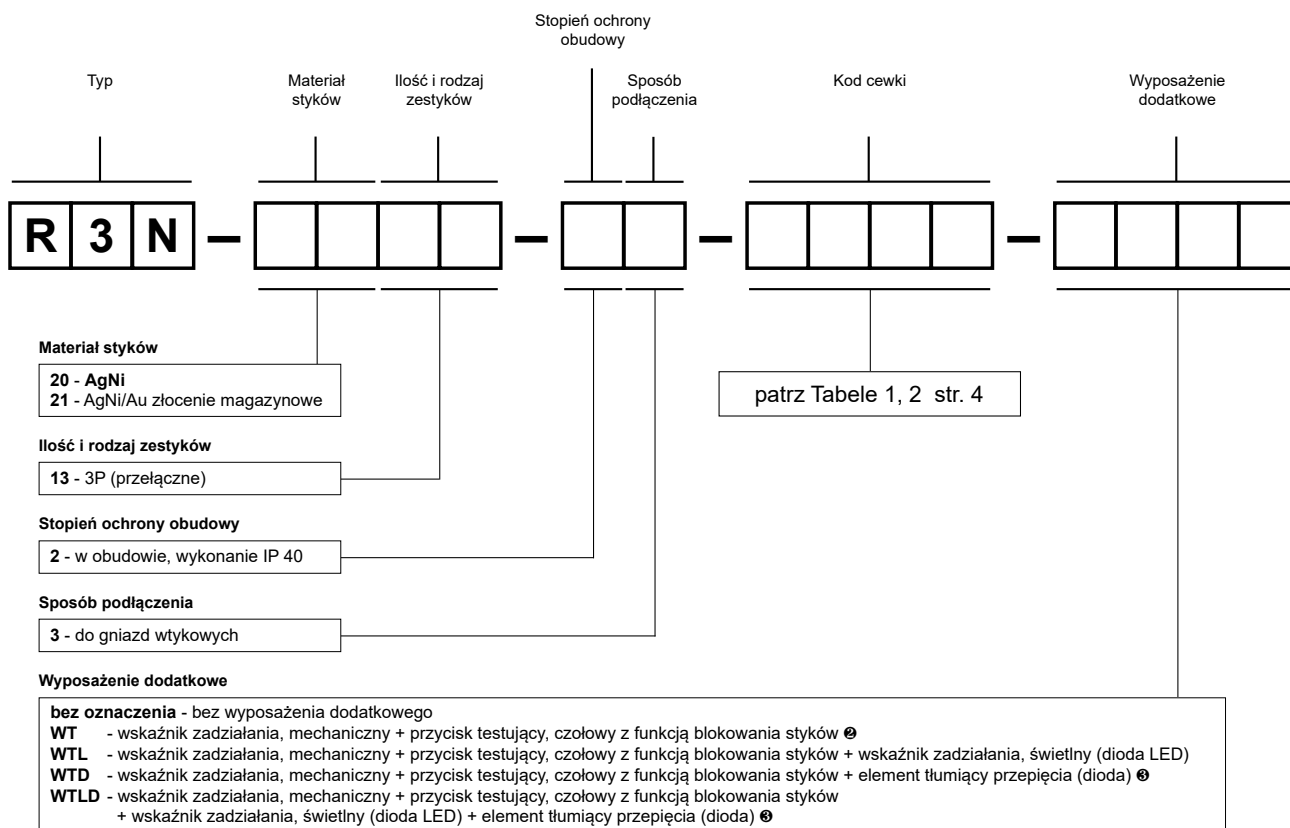 Stopień ochrony
obudowy
Typ
Materiał
styków
Ilość i rodzaj
zestyków
Sposób
podłączenia
Kod cewki
Wyposażenie
dodatkowe
R 3 N – – – –
Materiał styków
20 - AgNi
21 - AgNi/Au złocenie magazynowe
patrz Tabele 1, 2 str. 4
Ilość i rodzaj zestyków
13 - 3P (przełączne)
Stopień ochrony obudowy
2 - w obudowie, wykonanie IP 40
Sposób podłączenia
3 - do gniazd wtykowych
Wyposażenie dodatkowe
bez oznaczenia - bez wyposażenia dodatkowego
WT - wskaźnik zadziałania, mechaniczny + przycisk testujący, czołowy z funkcją blokowania styków ❷
WTL - wskaźnik zadziałania, mechaniczny + przycisk testujący, czołowy z funkcją blokowania styków + wskaźnik zadziałania, świetlny (dioda LED)
WTD - wskaźnik zadziałania, mechaniczny + przycisk testujący, czołowy z funkcją blokowania styków + element tłumiący przepięcia (dioda) ❸
WTLD - wskaźnik zadziałania, mechaniczny + przycisk testujący, czołowy z funkcją blokowania styków
+ wskaźnik zadziałania, świetlny (dioda LED) + element tłumiący przepięcia (dioda) ❸